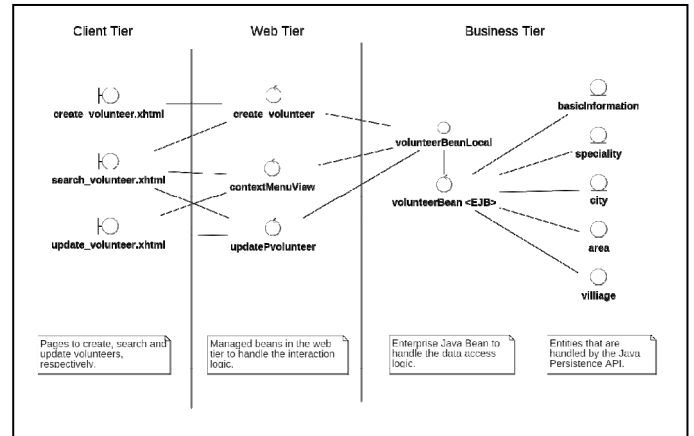 Client Tier
Web Tier
Business Tier
create_volunteer.xhtml
create_volunteer
volunteerBeanLocal
basicInformation
speciality
search_volunteer.xhtml
contextMenuView
volunteerBean <EJB>
city
update_volunteer.xhtml
updatePvolunteer
area
villiage
Pages to create, search and
update volunteers,
respectively.
Managed beans in the web
tier to handle the interaction
logic.
Enterprise Java Bean to
handle the data access
logic.
Entities that are
handled by the Java
Persistence API.